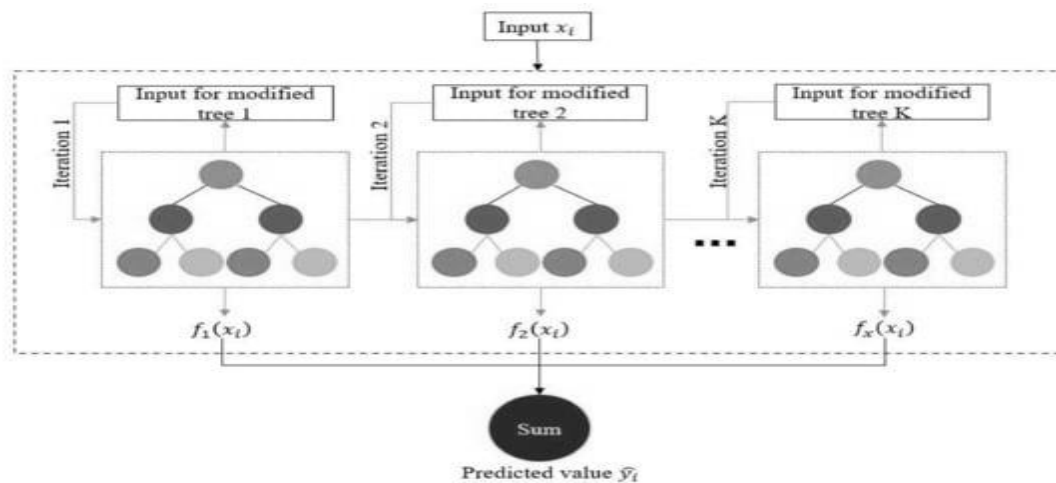 Input xᵢ
Input for modified
tree 1
Input for modified
tree 2
Input for modified
tree K
Iteration 1
Iteration 2
Iteration K
...
f₁(xᵢ)
f₂(xᵢ)
fₓ(xᵢ)
Sum
Predicted value ŷᵢ